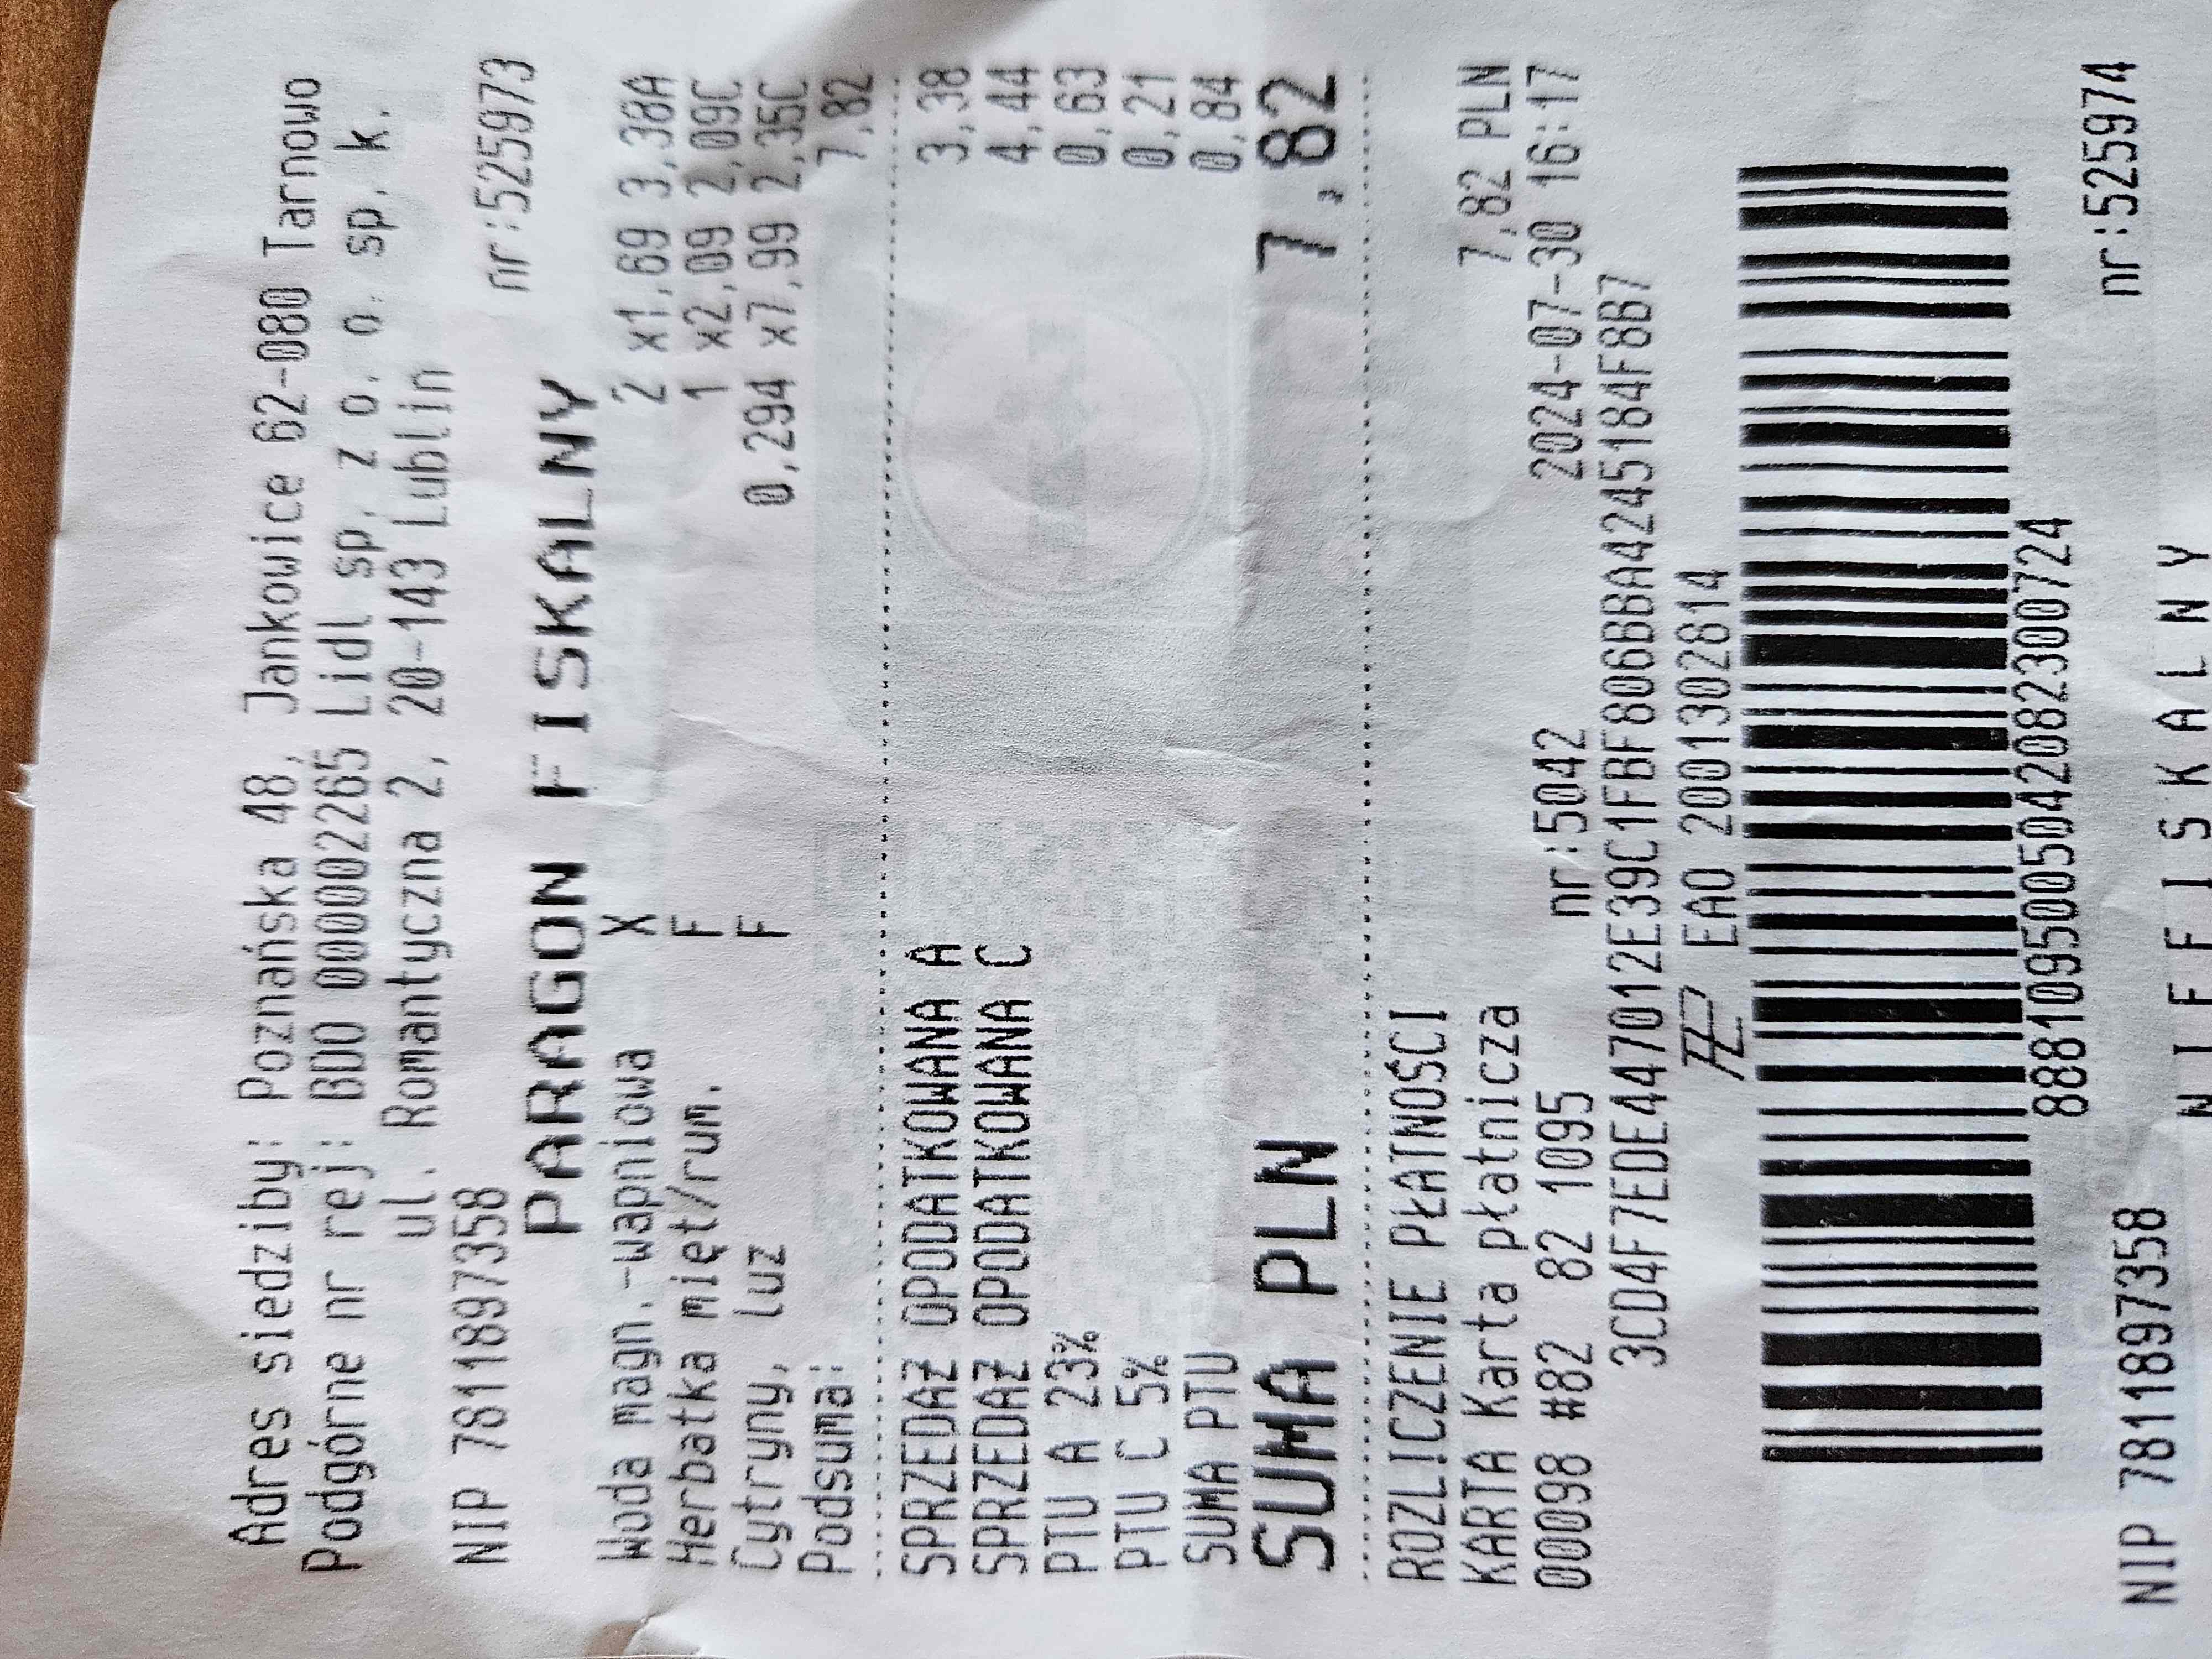 Adres siedziby: Poznańska 48, Jankowice 62-080 Tarnowo
Podgórne nr rej: BDO 000002265 Lidl sp. z o. o. sp. k.
ul. Romantyczna 2, 20-143 Lublin
NIP 7811897358 nr:525973
PARAGON FISKALNY
Woda magn.-wapniowa X 2 x1,69 3,38A
Herbatka mięt/rum. F 1 x2,09 2,09C
Cytryny, luz F 0,294 x7,99 2,35C
Podsuma: 7,82
SPRZEDAŻ OPODATKOWANA A 3,38
SPRZEDAŻ OPODATKOWANA C 4,44
PTU A 23% 0,63
PTU C 5% 0,21
SUMA PTU 0,84
SUMA PLN 7,82
ROZLICZENIE PŁATNOŚCI
KARTA Karta płatnicza 7,82 PLN
00098 #82 82 1095 nr:5042 2024-07-30 16:17
3CD4F7EDE447012E39C1FBF806BBA4245184F8B7
EAO 2001302814
8881095005042082300724
NIP 7811897358 nr:525974
NIEFISKALNY